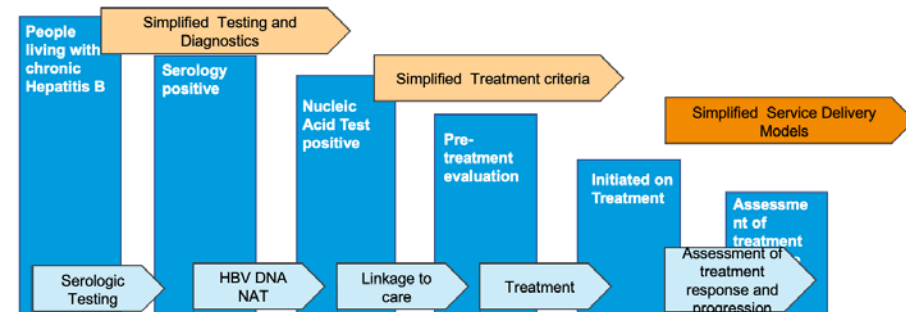 People
living with
chronic
Hepatitis B
Simplified Testing and
Diagnostics
Serology
positive
Nucleic
Acid Test
positive
Simplified Treatment criteria
Pre-
treatment
evaluation
Initiated on
Treatment
Simplified Service Delivery
Models
Assessme
nt of
treatment
Serologic
Testing
HBV DNA
NAT
Linkage to
care
Treatment
Assessment of
treatment
response and
progression